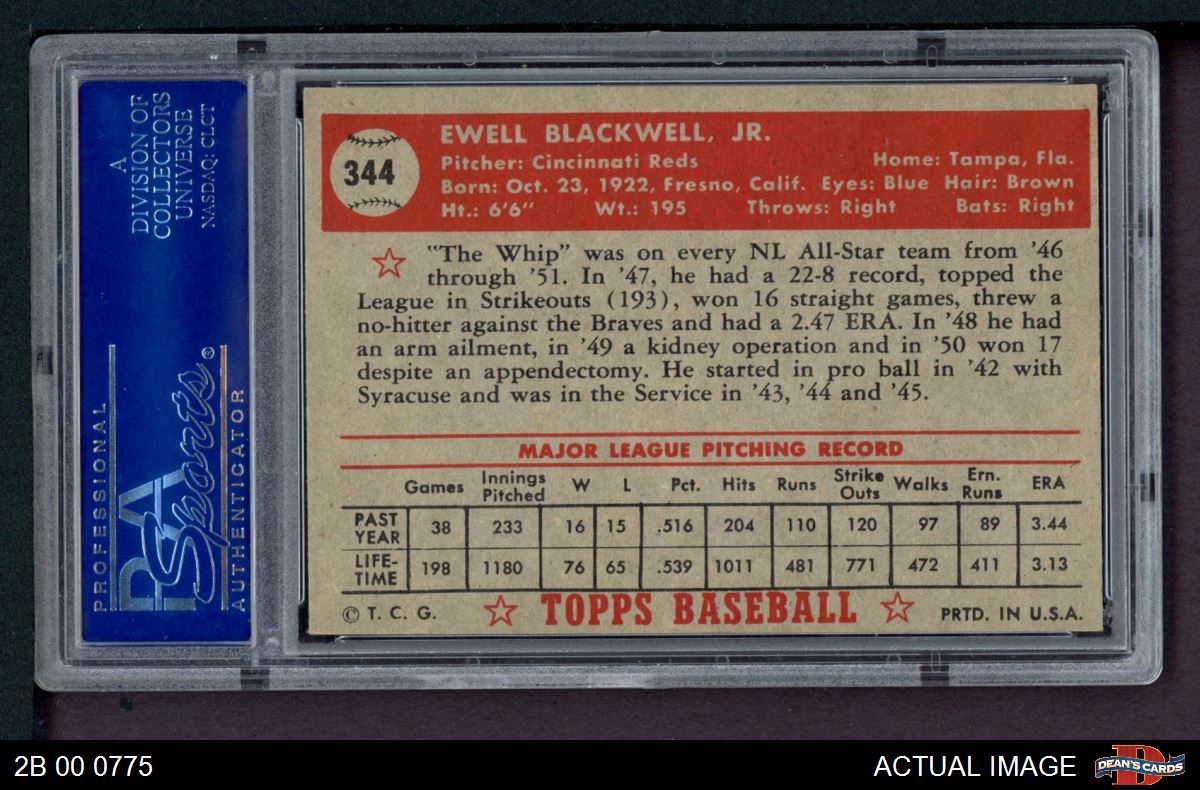 A
DIVISION OF
COLLECTORS
UNIVERSE
NASDAQ: CLCT
PROFESSIONAL
PSA
Sports®
AUTHENTICATOR
344
EWELL BLACKWELL, JR.
Pitcher: Cincinnati Reds Home: Tampa, Fla.
Born: Oct. 23, 1922, Fresno, Calif. Eyes: Blue Hair: Brown
Ht.: 6'6" Wt.: 195 Throws: Right Bats: Right
"The Whip" was on every NL All-Star team from '46
through '51. In '47, he had a 22-8 record, topped the
League in Strikeouts (193), won 16 straight games, threw a
no-hitter against the Braves and had a 2.47 ERA. In '48 he had
an arm ailment, in '49 a kidney operation and in '50 won 17
despite an appendectomy. He started in pro ball in '42 with
Syracuse and was in the Service in '43, '44 and '45.
MAJOR LEAGUE PITCHING RECORD
Games Innings Pitched W L Pct. Hits Runs Strike Outs Walks Ern. Runs ERA
PAST YEAR 38 233 16 15 .516 204 110 120 97 89 3.44
LIFE-TIME 198 1180 76 65 .539 1011 481 771 472 411 3.13
© T. C. G. TOPPS BASEBALL PRTD. IN U.S.A.
2B 00 0775
ACTUAL IMAGE
DEAN'S CARDS